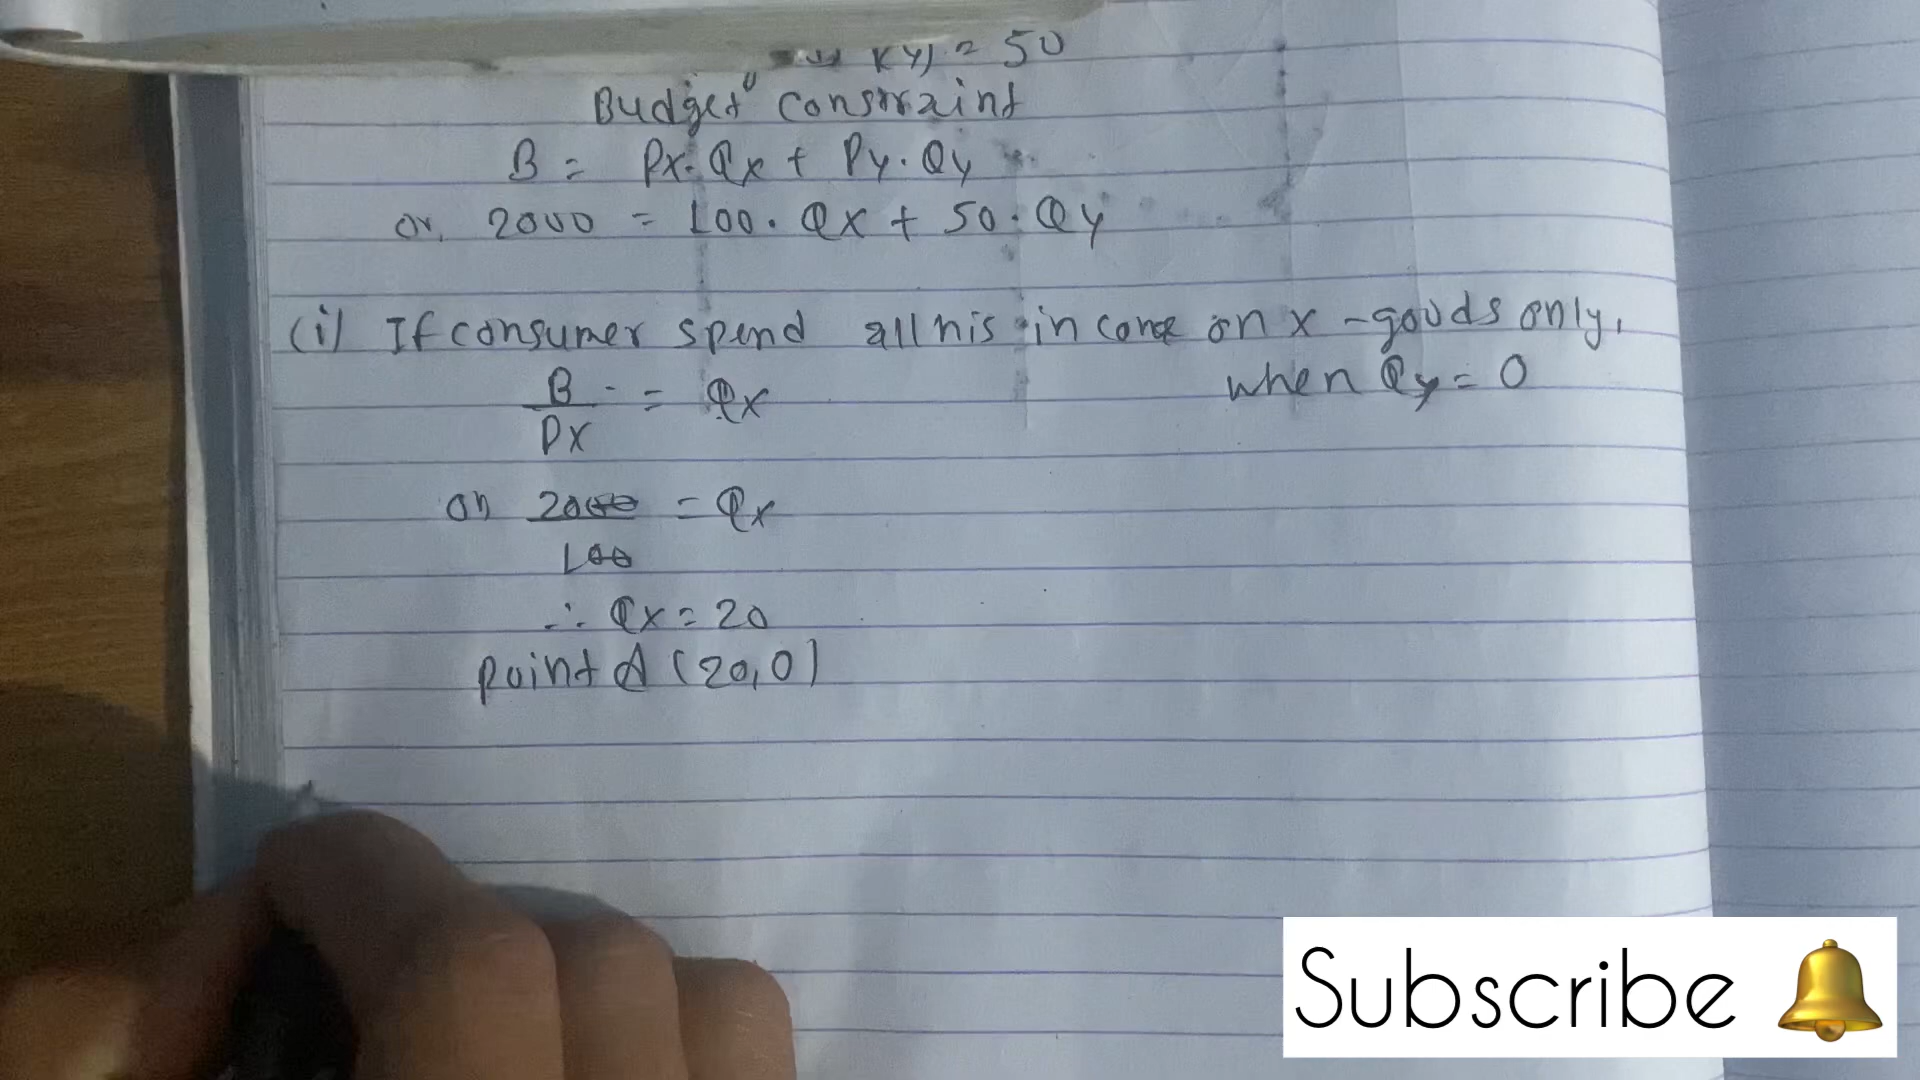 = 50
Budget Constraint
B = Px. Qx + Py. Qy
or, 2000 = 100. Qx + 50. Qy
(i) If consumer spend all his income on x-goods only,
when Qy = 0
B/Px = Qx
or 2000/100 = Qx
∴ Qx = 20
point A (20,0)
Subscribe